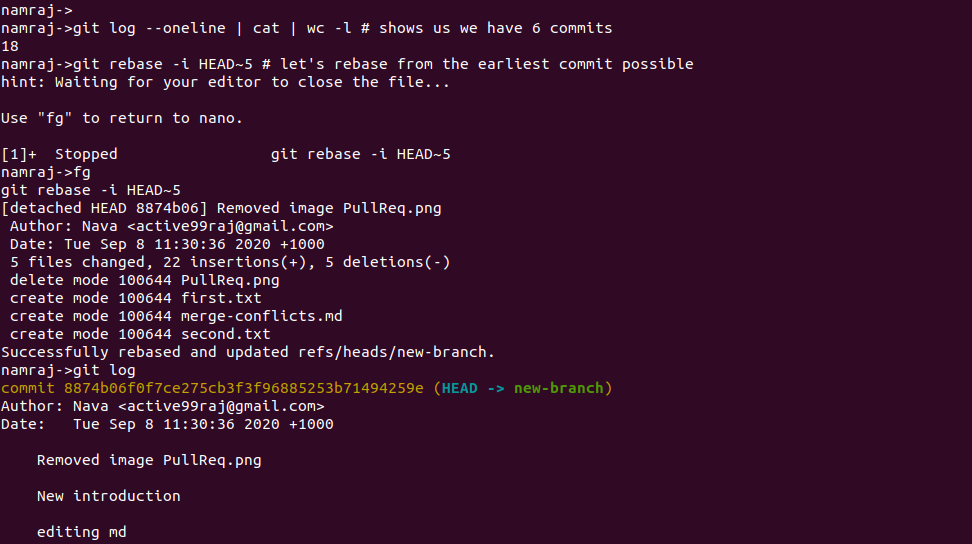 namraj->
namraj->git log --oneline | cat | wc -l # shows us we have 6 commits
18
namraj->git rebase -i HEAD~5 # let's rebase from the earliest commit possible
hint: Waiting for your editor to close the file...
Use "fg" to return to nano.
[1]+  Stopped                 git rebase -i HEAD~5
namraj->fg
git rebase -i HEAD~5
[detached HEAD 8874b06] Removed image PullReq.png
 Author: Nava <active99raj@gmail.com>
 Date: Tue Sep 8 11:30:36 2020 +1000
 5 files changed, 22 insertions(+), 5 deletions(-)
 delete mode 100644 PullReq.png
 create mode 100644 first.txt
 create mode 100644 merge-conflicts.md
 create mode 100644 second.txt
Successfully rebased and updated refs/heads/new-branch.
namraj->git log
commit 8874b06f0f7ce275cb3f3f96885253b71494259e (HEAD -> new-branch)
Author: Nava <active99raj@gmail.com>
Date:   Tue Sep 8 11:30:36 2020 +1000
    Removed image PullReq.png
    New introduction
    editing md